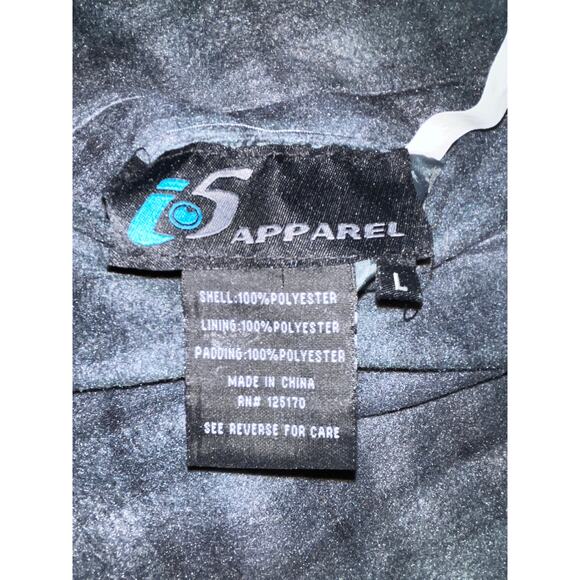 i5 APPAREL
L
SHELL:100%POLYESTER
LINING:100%POLYESTER
PADDING:100%POLYESTER
MADE IN CHINA
RN# 125170
SEE REVERSE FOR CARE